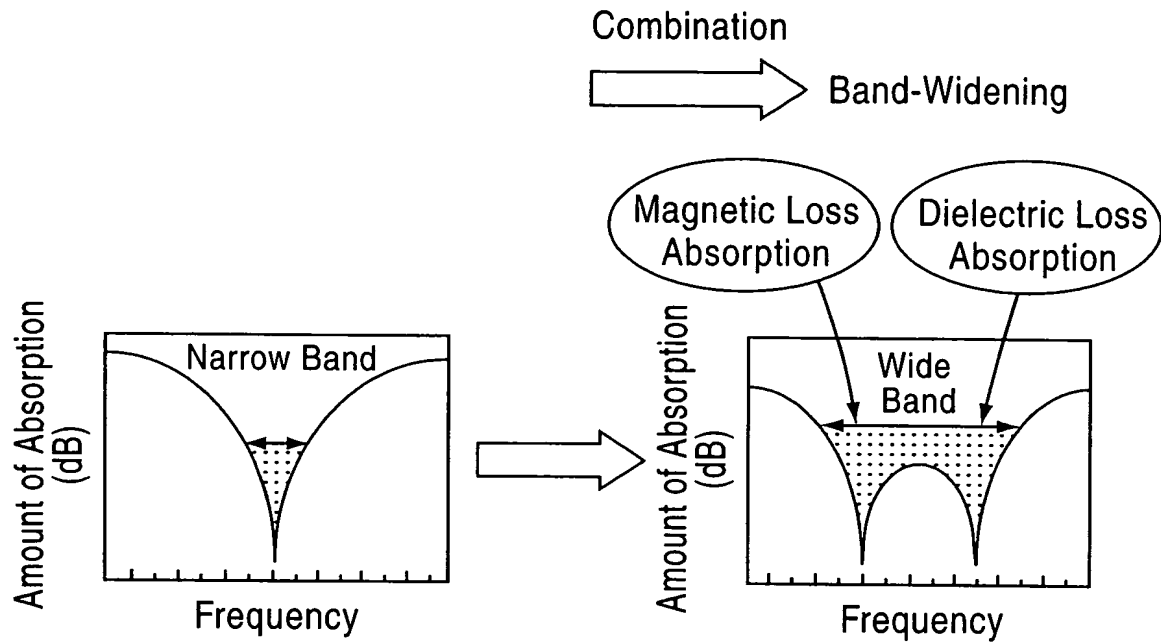 Combination
Band-Widening
Magnetic Loss
Absorption
Dielectric Loss
Absorption
Amount of Absorption
(dB)
Narrow Band
Frequency
Amount of Absorption
(dB)
Wide
Band
Frequency